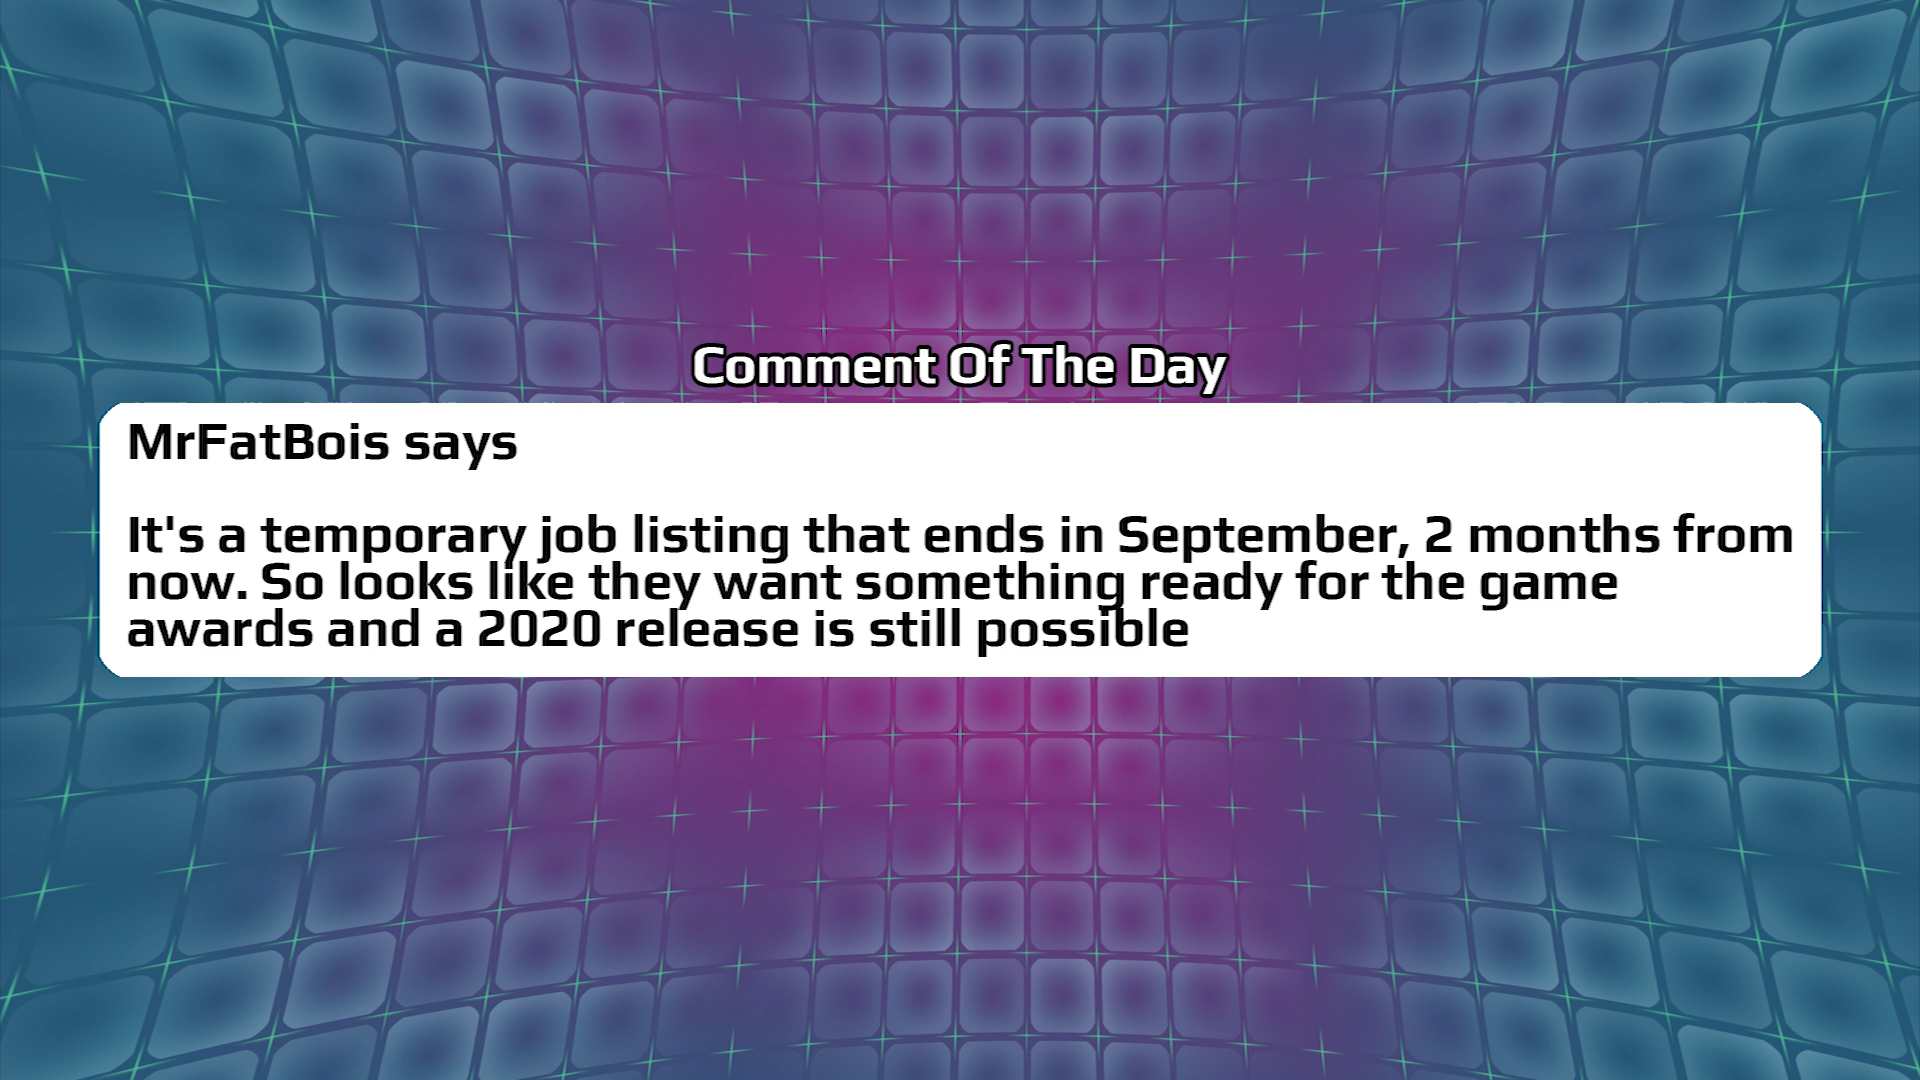 Comment Of The Day
MrFatBois says
It's a temporary job listing that ends in September, 2 months from
now. So looks like they want something ready for the game
awards and a 2020 release is still possible